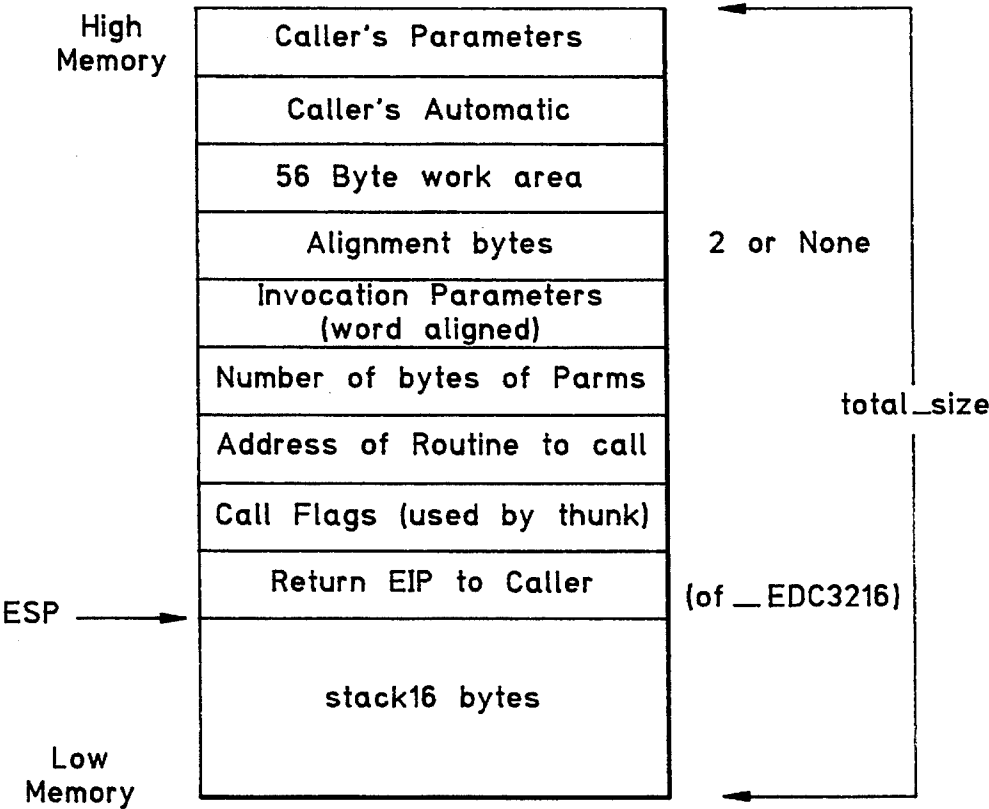 High
Memory
Caller's Parameters
Caller's Automatic
56 Byte work area
Alignment bytes
2 or None
Invocation Parameters
(word aligned)
Number of bytes of Parms
total_size
Address of Routine to call
Call Flags (used by thunk)
Return EIP to Caller
(of _EDC3216)
ESP
stack16 bytes
Low
Memory